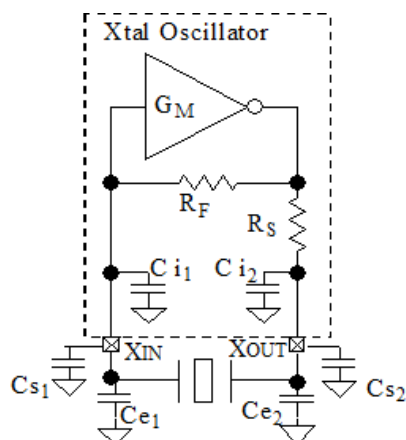 Xtal Oscillator
GM
RF
RS
Ci1
Ci2
XIN
XOUT
Cs1
Cs2
Ce1
Ce2